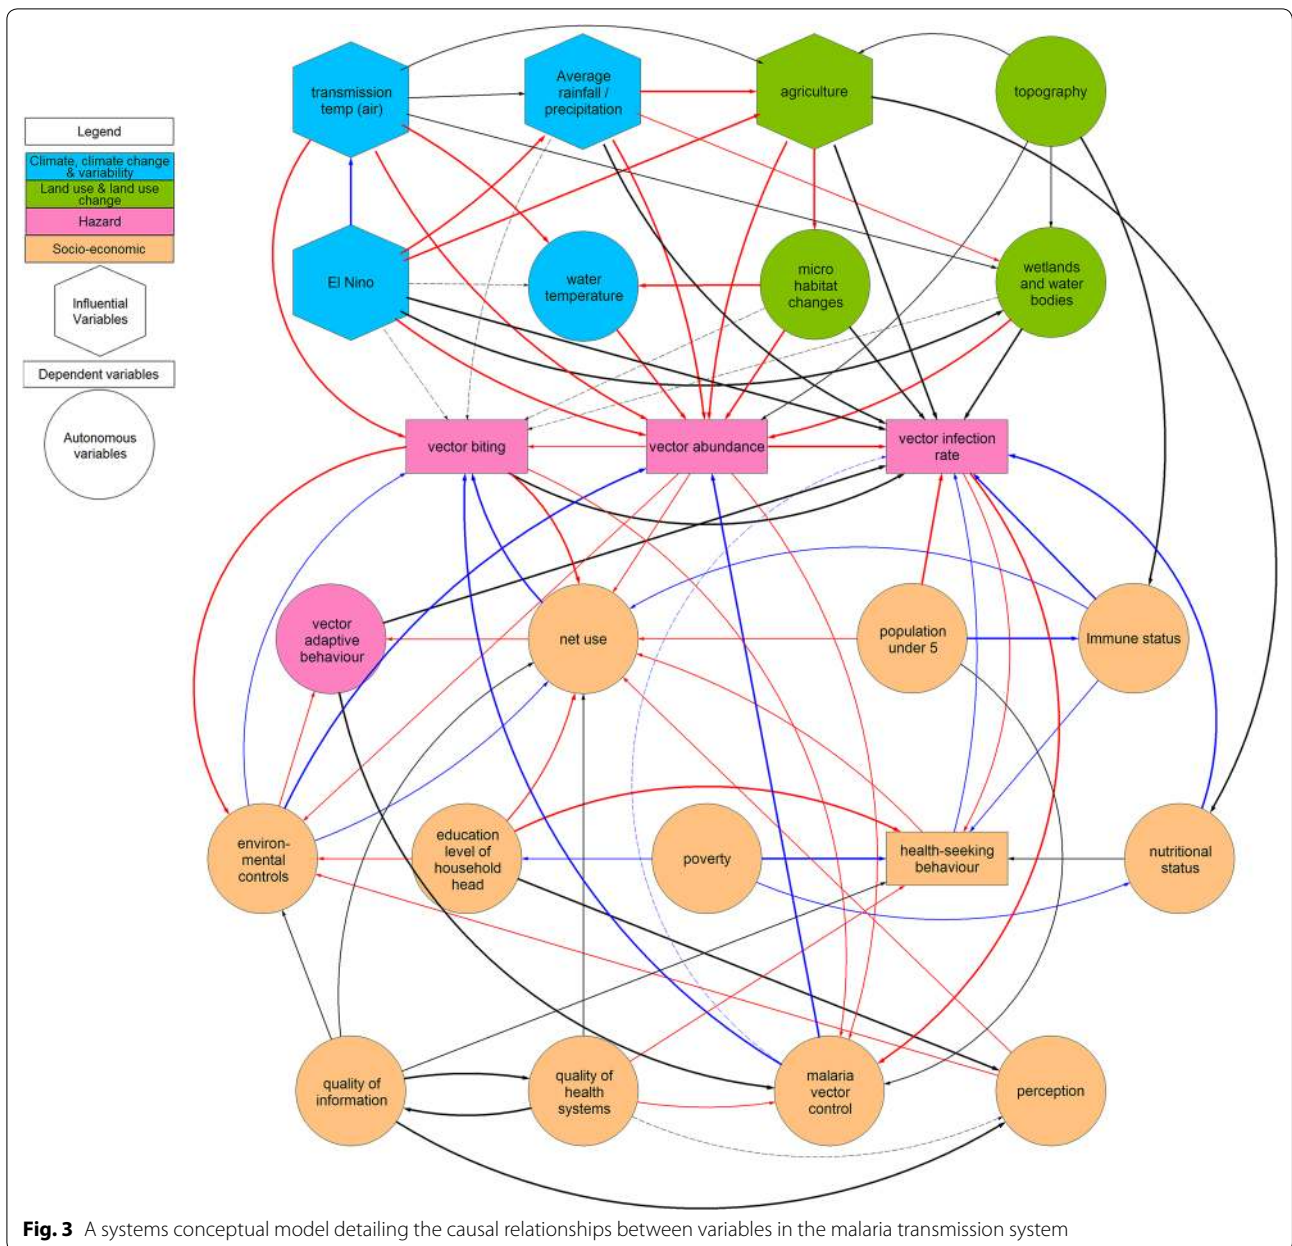 transmission
temp (air)
Average
rainfall /
precipitation
agriculture
topography
Legend
Climate, climate change
& variability
Land use & land use
change
Hazard
Socio-economic
Influential
Variables
Dependent variables
Autonomous
variables
El Nino
water
temperature
micro
habitat
changes
wetlands
and water
bodies
vector biting
vector abundance
vector infection
rate
vector
adaptive
behaviour
net use
population
under 5
Immune status
environ-
mental
controls
education
level of
household
head
poverty
health-seeking
behaviour
nutritional
status
quality of
information
quality of
health
systems
malaria
vector
control
perception
Fig. 3 A systems conceptual model detailing the causal relationships between variables in the malaria transmission system